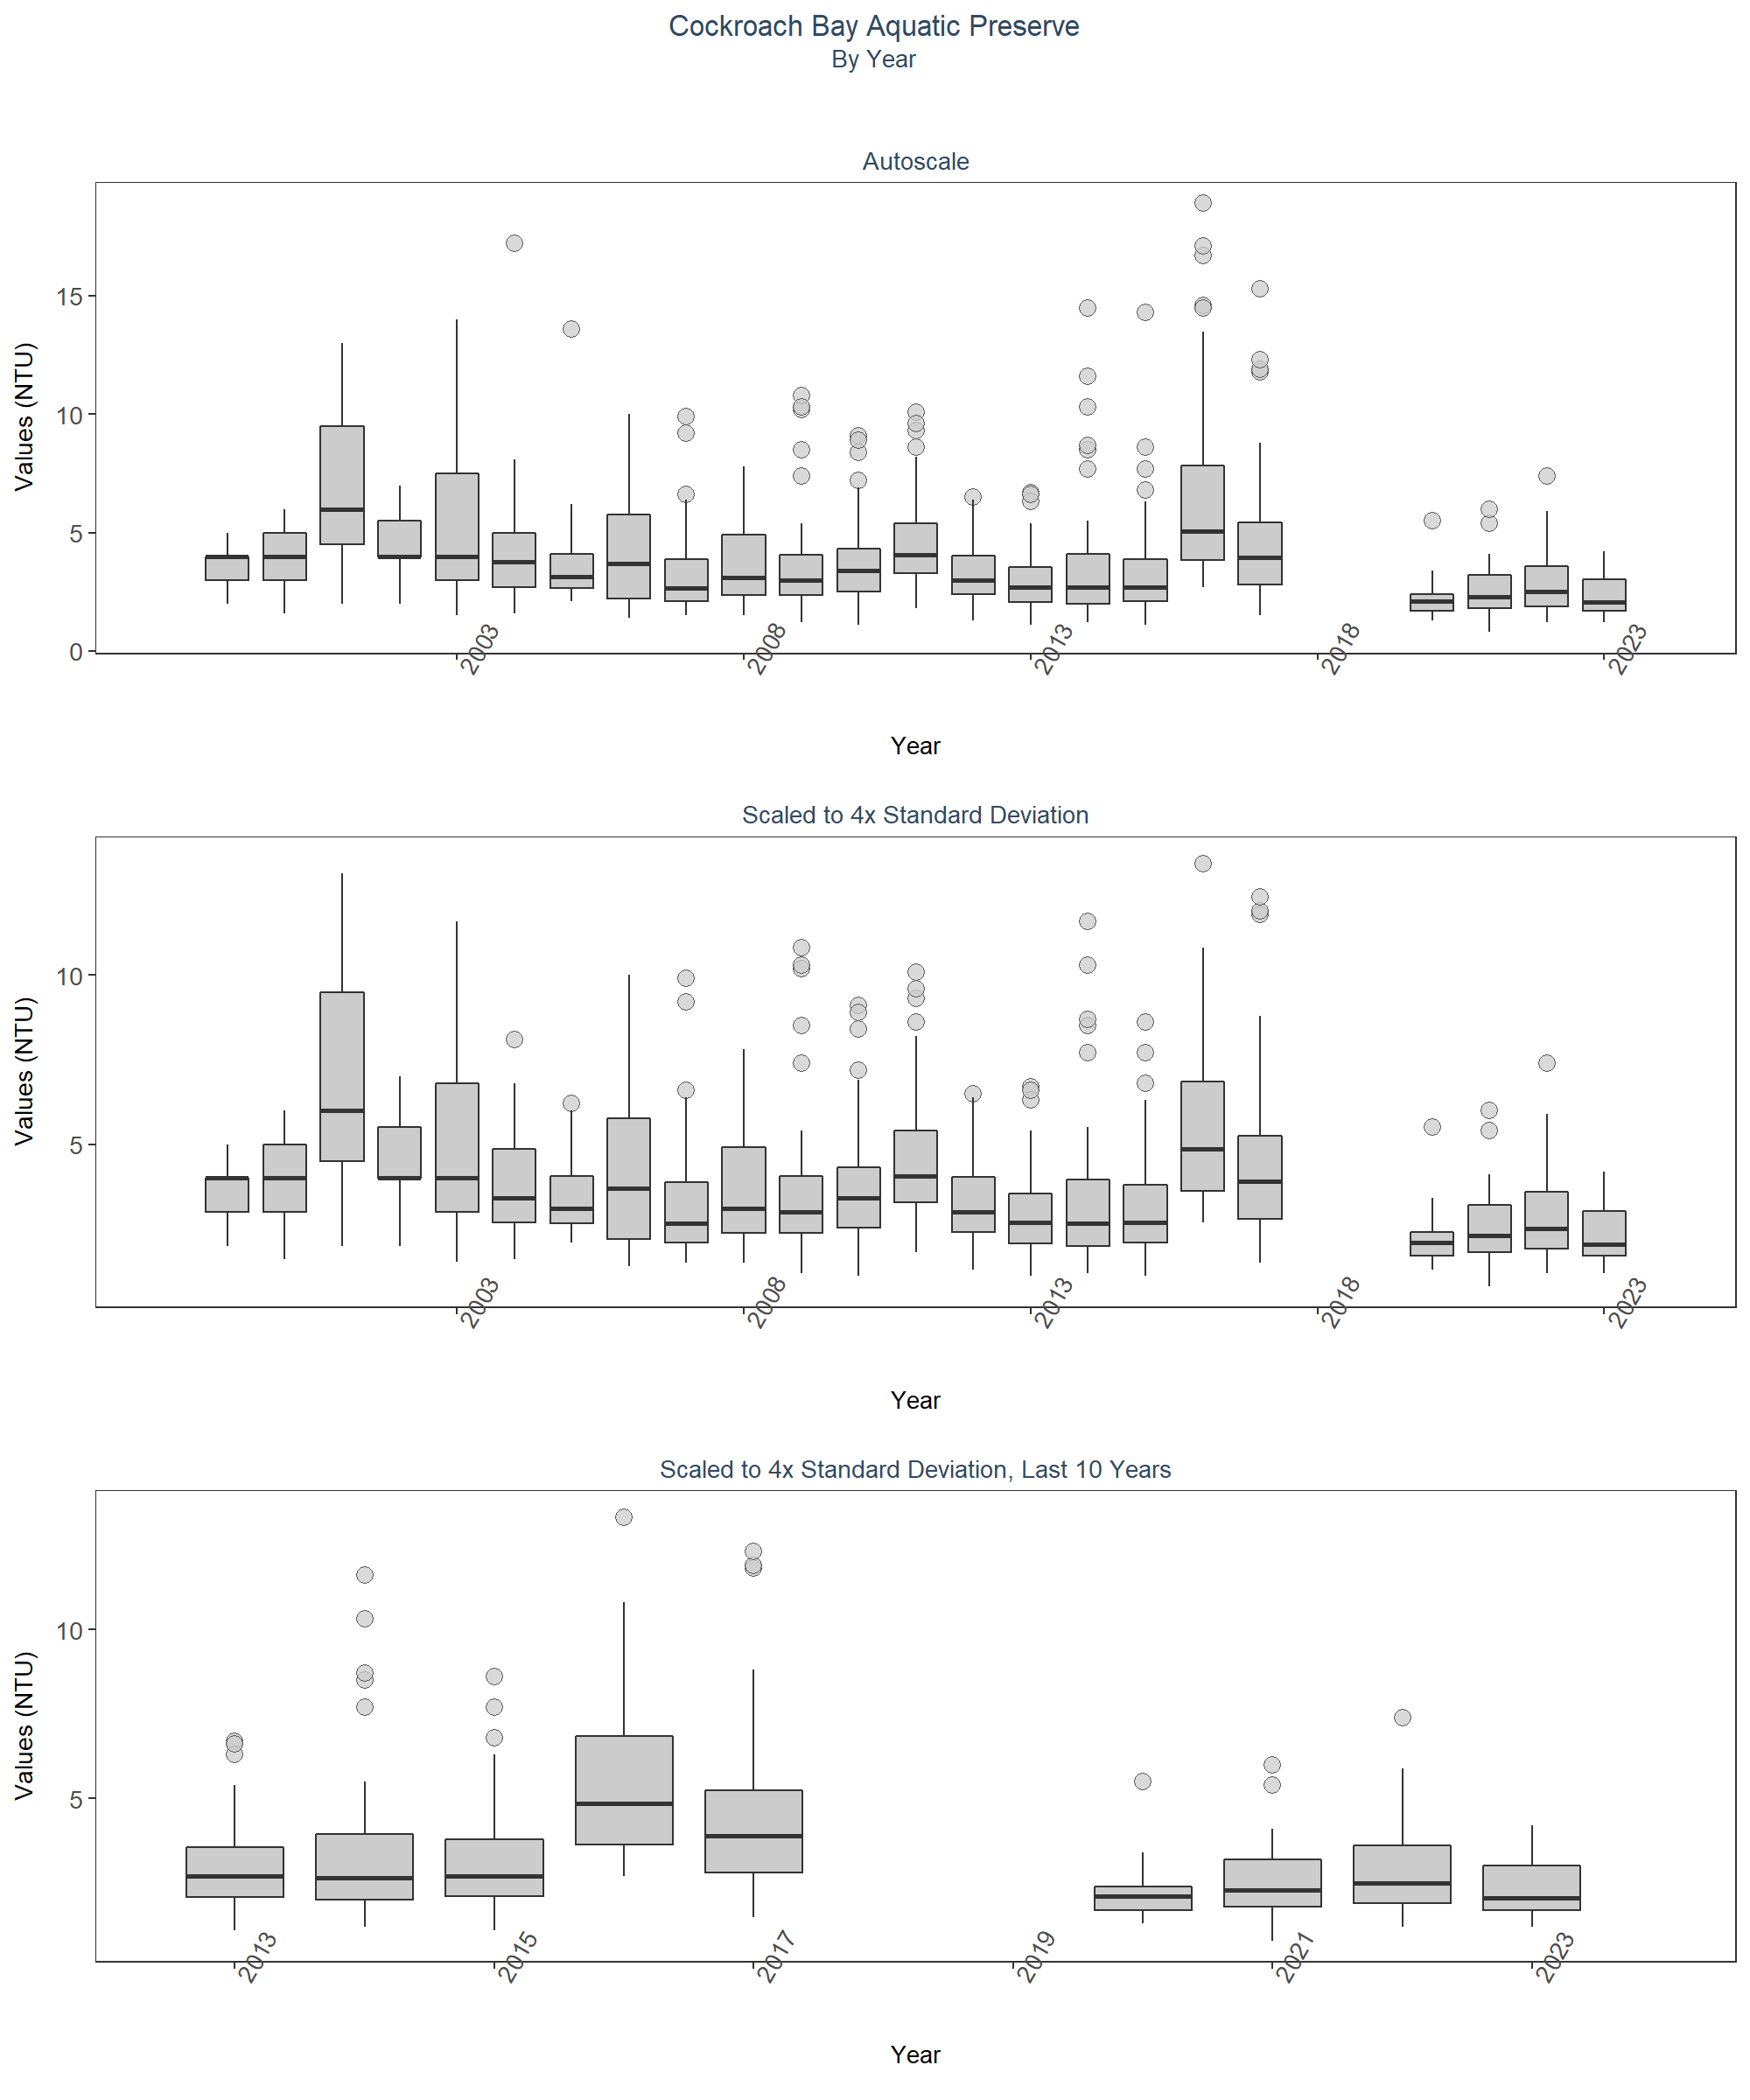 Cockroach Bay Aquatic Preserve
By Year
Autoscale
Values (NTU)
15
10
5
0
2003 2008 2013 2018 2023
Year
Scaled to 4x Standard Deviation
Values (NTU)
10
5
2003 2008 2013 2018 2023
Year
Scaled to 4x Standard Deviation, Last 10 Years
Values (NTU)
10
5
2013 2015 2017 2019 2021 2023
Year